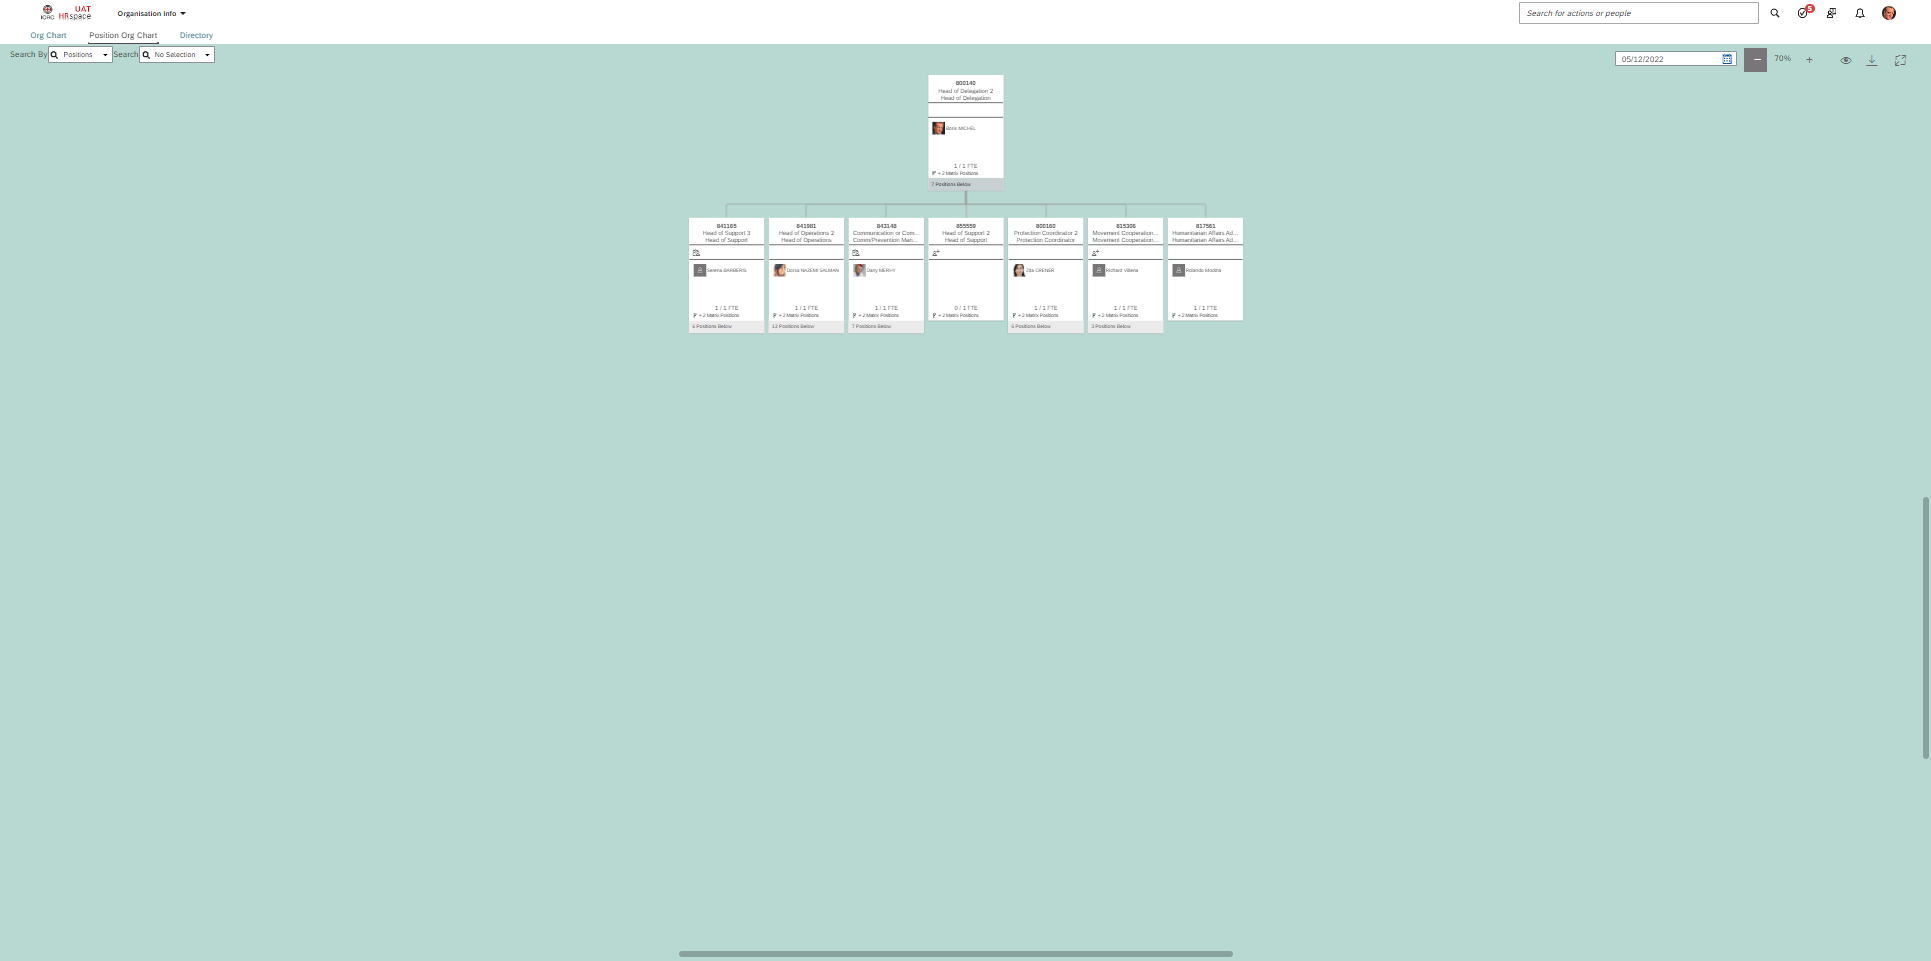 ICRC
UAT
HRspace
Organisation Info
Search for actions or people
5
Org Chart
Position Org Chart
Directory
Search By
Positions
Search
No Selection
05/12/2022
70%
800140
Head of Delegation 2
Head of Delegation
Boris MICHEL
1 / 1 FTE
+ 2 Matrix Positions
7 Positions Below
841165
Head of Support 3
Head of Support
Serena BARBERIS
1 / 1 FTE
+ 2 Matrix Positions
6 Positions Below
841981
Head of Operations 2
Head of Operations
Dorsa NAZEMI SALMAN
1 / 1 FTE
+ 2 Matrix Positions
12 Positions Below
843148
Communication or Com...
Comm/Prevention Man...
Dany MERHY
1 / 1 FTE
+ 2 Matrix Positions
7 Positions Below
855559
Head of Support 2
Head of Support
0 / 1 FTE
+ 2 Matrix Positions
800160
Protection Coordinator 2
Protection Coordinator
Zita CRENER
1 / 1 FTE
+ 2 Matrix Positions
6 Positions Below
815306
Movement Cooperation...
Movement Cooperation...
Richard Villena
1 / 1 FTE
+ 2 Matrix Positions
3 Positions Below
817561
Humanitarian Affairs Ad...
Humanitarian Affairs Ad...
Rolando Modina
1 / 1 FTE
+ 2 Matrix Positions